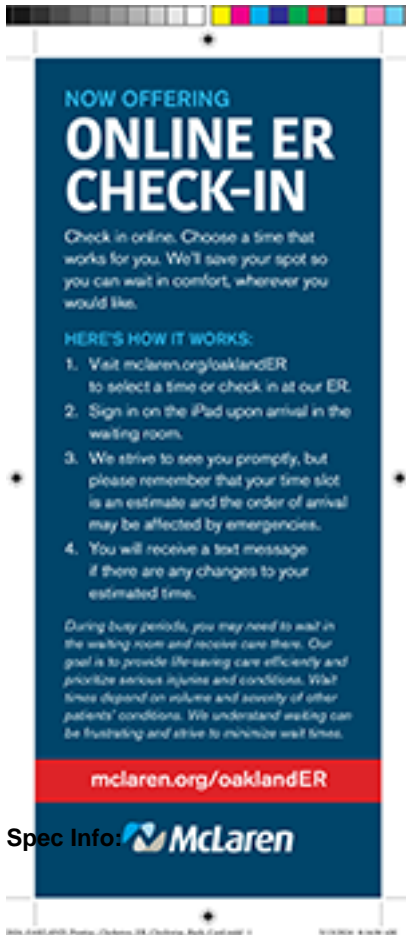 NOW OFFERING
ONLINE ER
CHECK-IN
Check in online. Choose a time that
works for you. We'll save your spot so
you can wait in comfort, wherever you
would like.
HERE'S HOW IT WORKS:
1. Visit mclaren.org/oaklandER
to select a time or check in at our ER.
2. Sign in on the iPad upon arrival in the
waiting room.
3. We strive to see you promptly, but
please remember that your time slot
is an estimate and the order of arrival
may be affected by emergencies.
4. You will receive a text message
if there are any changes to your
estimated time.
During busy periods, you may need to wait in
the waiting room and receive care there. Our
goal is to provide life-saving care efficiently and
prioritize serious injuries and conditions. Wait
times depend on volume and severity of other
patients' conditions. We understand waiting can
be frustrating and strive to minimize wait times.
mclaren.org/oaklandER
Spec Info: McLaren